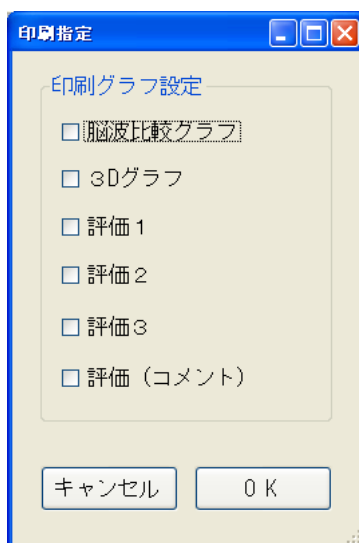 印刷指定
印刷グラフ設定
脳波比較グラフ
３Dグラフ
評価１
評価２
評価３
評価（コメント）
キャンセル
ＯＫ